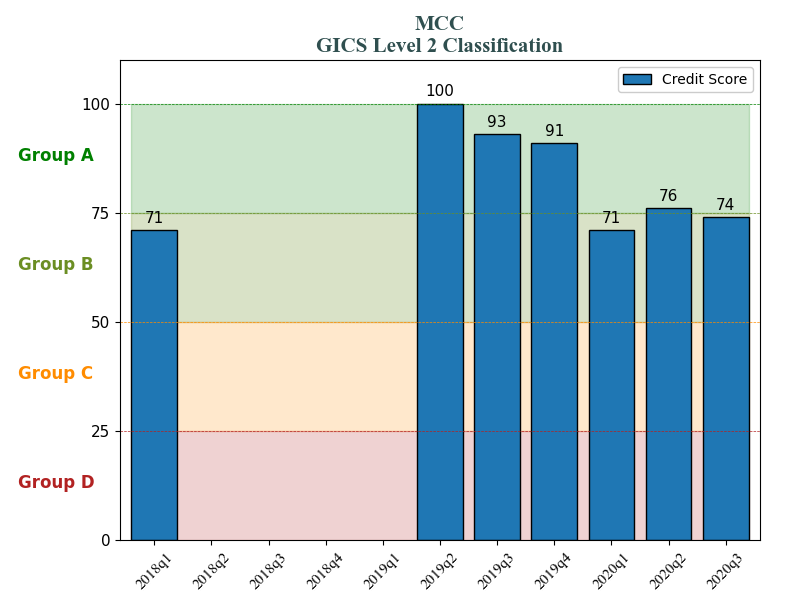 MCC
GICS Level 2 Classification
Credit Score
100
93
91
71
71
76
74
100
75
50
25
0
Group A
Group B
Group C
Group D
2018q1
2018q2
2018q3
2018q4
2019q1
2019q2
2019q3
2019q4
2020q1
2020q2
2020q3